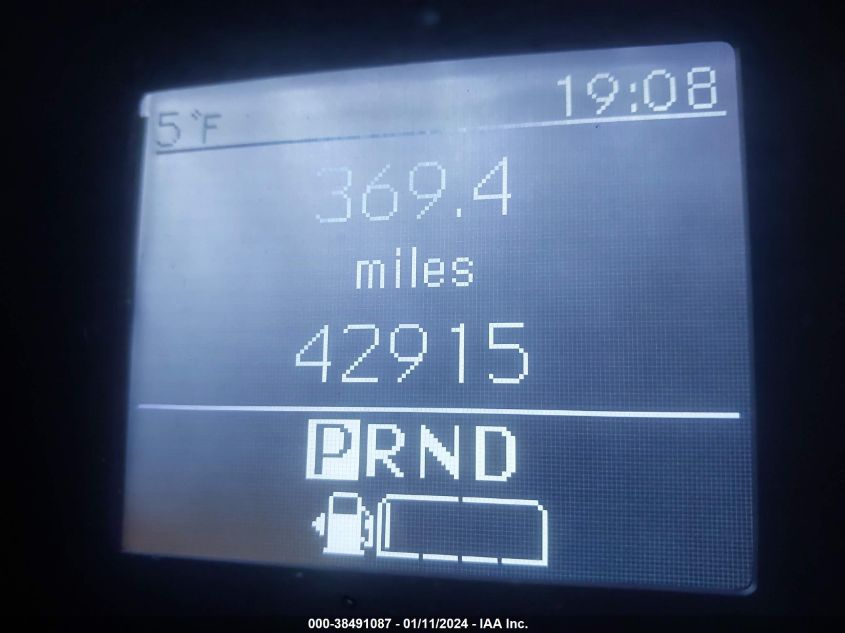 5°F 19:08
369.4
miles
42915
PRND
000-38491087 - 01/11/2024 - IAA Inc.